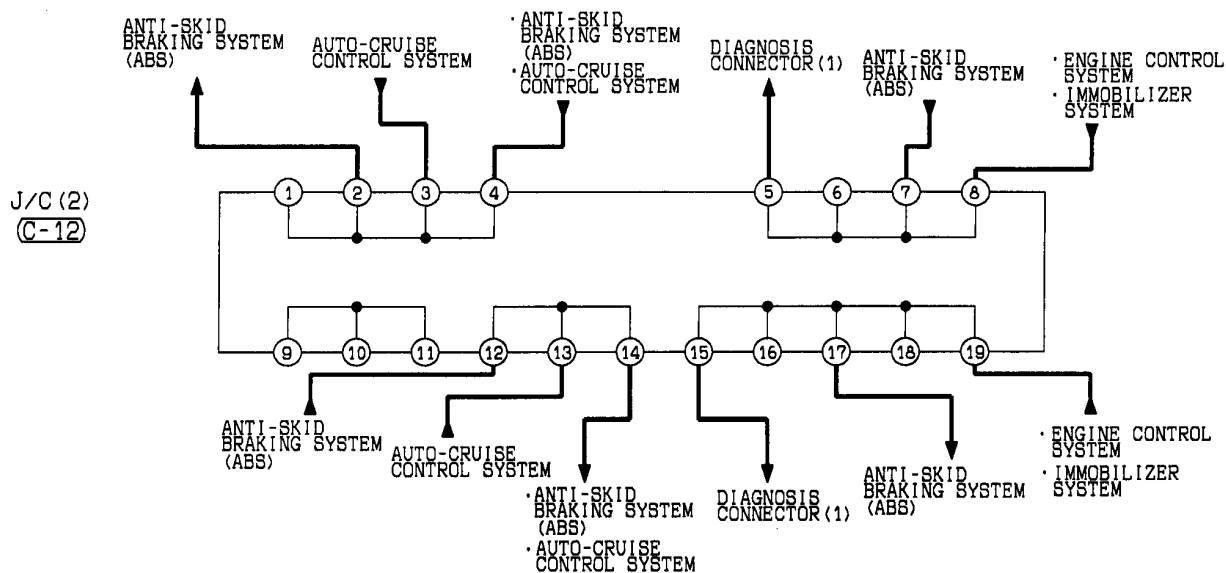 ANTI-SKID
BRAKING SYSTEM
(ABS)
AUTO-CRUISE
CONTROL SYSTEM
・ANTI-SKID
BRAKING SYSTEM
(ABS)
・AUTO-CRUISE
CONTROL SYSTEM
DIAGNOSIS
CONNECTOR(1)
ANTI-SKID
BRAKING SYSTEM
(ABS)
・ENGINE CONTROL
SYSTEM
・IMMOBILIZER
SYSTEM
J/C(2)
C-12
1 2 3 4 5 6 7 8
9 10 11 12 13 14 15 16 17 18 19
ANTI-SKID
BRAKING SYSTEM
(ABS)
AUTO-CRUISE
CONTROL SYSTEM
・ANTI-SKID
BRAKING SYSTEM
(ABS)
・AUTO-CRUISE
CONTROL SYSTEM
DIAGNOSIS
CONNECTOR(1)
ANTI-SKID
BRAKING SYSTEM
(ABS)
・ENGINE CONTROL
SYSTEM
・IMMOBILIZER
SYSTEM